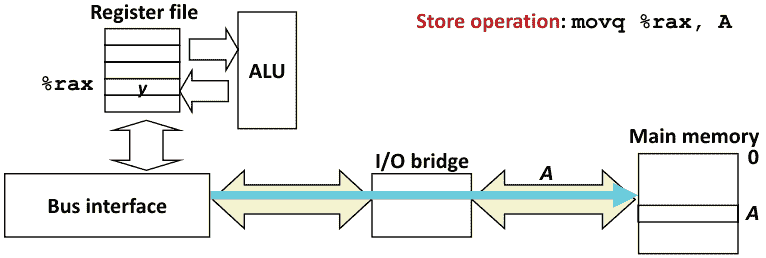 Register file
Store operation: movq %rax, A
ALU
%rax
y
Main memory
0
I/O bridge
A
Bus interface
A